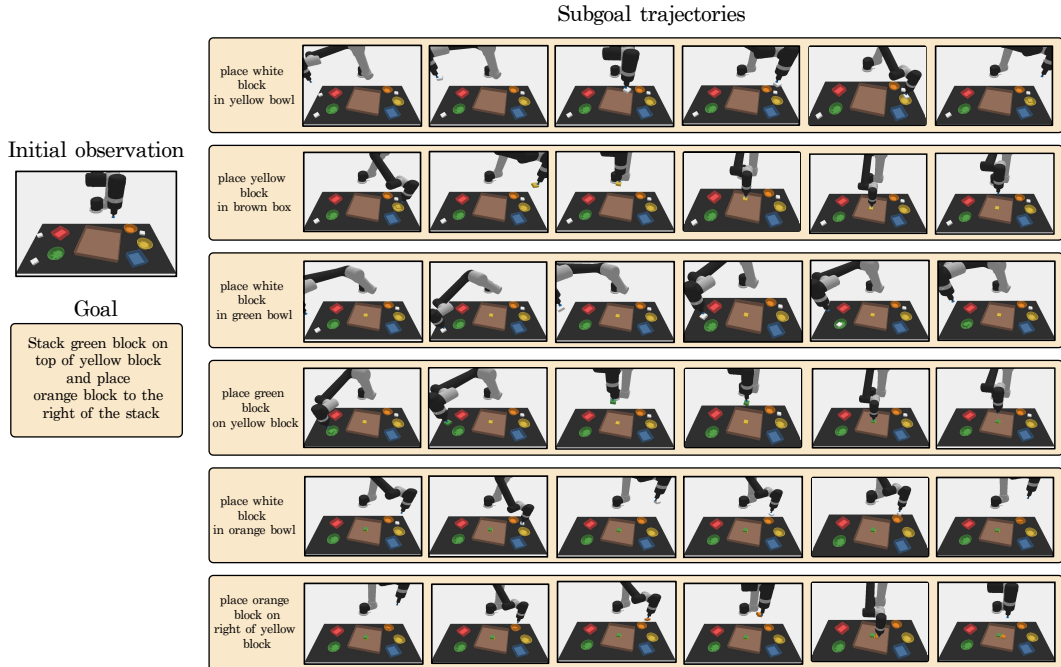 Subgoal trajectories
Initial observation
Goal
Stack green block on
top of yellow block
and place
orange block to the
right of the stack
place white
block
in yellow bowl
place yellow
block
in brown box
place white
block
in green bowl
place green
block
on yellow block
place white
block
in orange bowl
place orange
block on
right of yellow
block